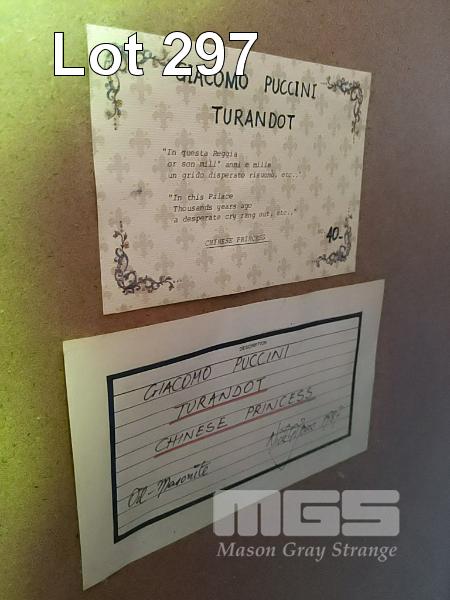 Lot 297
GIACOMO PUCCINI
TURANDOT
"In questa Reggia
or son mill' anni e mille
un grido disperato risuonò, etc.,"
"In this Palace
Thousands years ago
a desperate cry rang out, etc.,"
CHINESE PRINCESS
40-
DESCRIPTION
GIACOMO PUCCINI
TURANDOT
CHINESE PRINCESS
Oil-Masonite
MGS
Mason Gray Strange